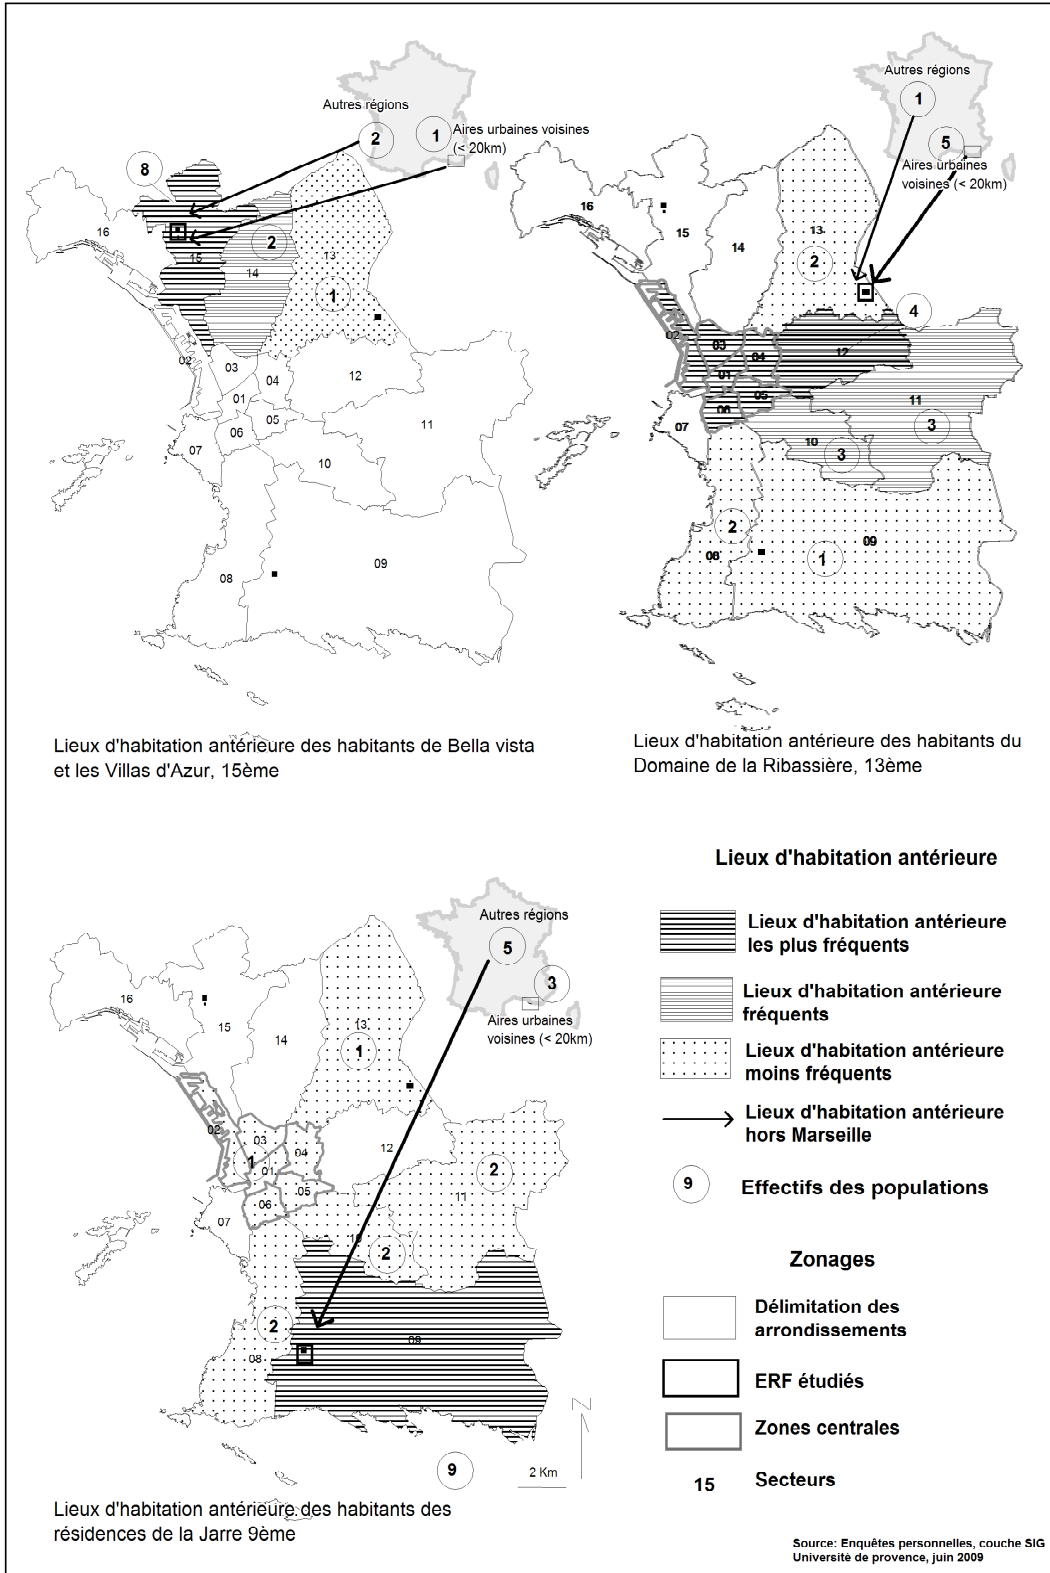 Autres régions
2
1
Aires urbaines voisines
(< 20km)
8
16
15
2
14
13
1
02
03
04
12
01
05
06
07
11
10
08
09
Lieux d'habitation antérieure des habitants de Bella vista
et les Villas d'Azur, 15ème
Autres régions
1
5
Aires urbaines
voisines (< 20km)
16
15
14
13
2
4
02
03
04
12
01
05
06
07
11
3
10
3
2
08
09
1
Lieux d'habitation antérieure des habitants du
Domaine de la Ribassière, 13ème
Autres régions
5
3
Aires urbaines
voisines (< 20km)
16
15
14
13
1
02
03
04
12
1
01
05
06
07
2
11
10
2
2
08
09
9
N
2 Km
Lieux d'habitation antérieure des habitants des
résidences de la Jarre 9ème
Lieux d'habitation antérieure
Lieux d'habitation antérieure
les plus fréquents
Lieux d'habitation antérieure
fréquents
Lieux d'habitation antérieure
moins fréquents
Lieux d'habitation antérieure
hors Marseille
9 Effectifs des populations
Zonages
Délimitation des
arrondissements
ERF étudiés
Zones centrales
15 Secteurs
Source: Enquêtes personnelles, couche SIG
Université de provence, juin 2009